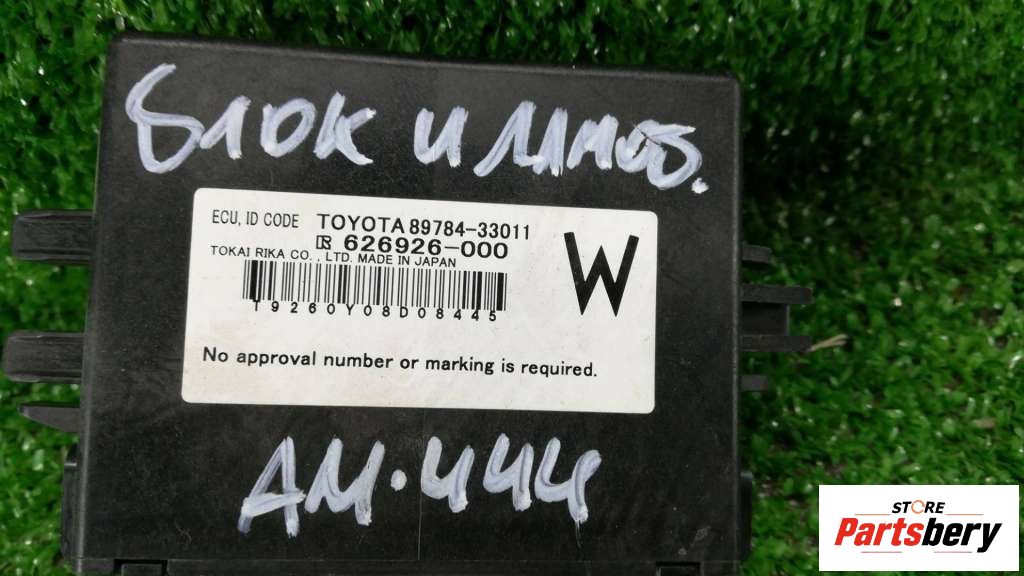 блок иммоб.
ECU, ID CODE TOYOTA 89784-33011
R 626926-000
TOKAI RIKA CO., LTD. MADE IN JAPAN
W
T9260Y08D08445
No approval number or marking is required.
АМ·444
STORE
Partsbery